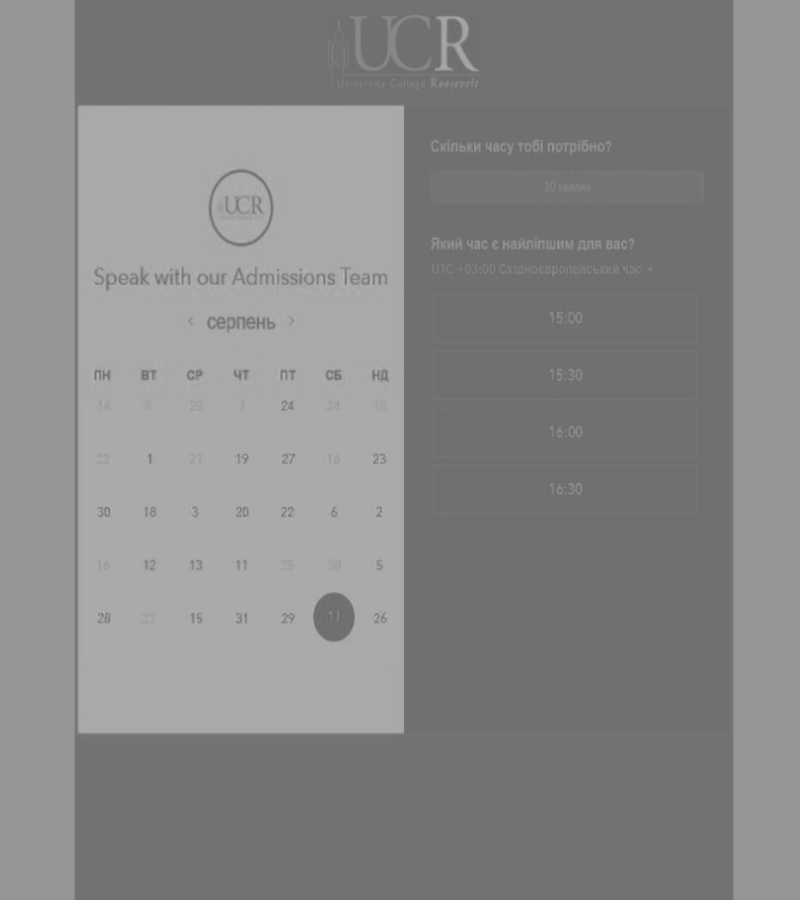 UCR
University College Roosevelt
UCR
Speak with our Admissions Team
< серпень >
ПН ВТ СР ЧТ ПТ СБ НД
20 7 24 24
22 1 21 19 27 16 23
30 18 3 20 22 6 2
16 12 13 11 25 30 5
28 22 15 31 29 11 26
Скільки часу тобі потрібно?
30 хвилин
Який час є найліпшим для вас?
UTC +03:00 Східноєвропейський час
15:00
15:30
16:00
16:30